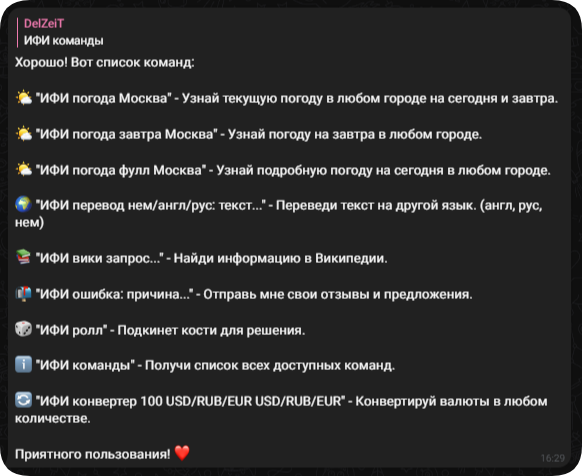 DelZeiT
ИФИ команды
Хорошо! Вот список команд:
🌤 "ИФИ погода Москва" - Узнай текущую погоду в любом городе на сегодня и завтра.
🌤 "ИФИ погода завтра Москва" - Узнай погоду на завтра в любом городе.
🌤 "ИФИ погода фулл Москва" - Узнай подробную погоду на сегодня в любом городе.
🌍 "ИФИ перевод нем/англ/рус: текст..." - Переведи текст на другой язык. (англ, рус,
нем)
📚 "ИФИ вики запрос..." - Найди информацию в Википедии.
📬 "ИФИ ошибка: причина..." - Отправь мне свои отзывы и предложения.
🎲 "ИФИ ролл" - Подкинет кости для решения.
ℹ️ "ИФИ команды" - Получи список всех доступных команд.
🔄 "ИФИ конвертер 100 USD/RUB/EUR USD/RUB/EUR" - Конвертируй валюты в любом
количестве.
Приятного пользования! ❤️
16:29